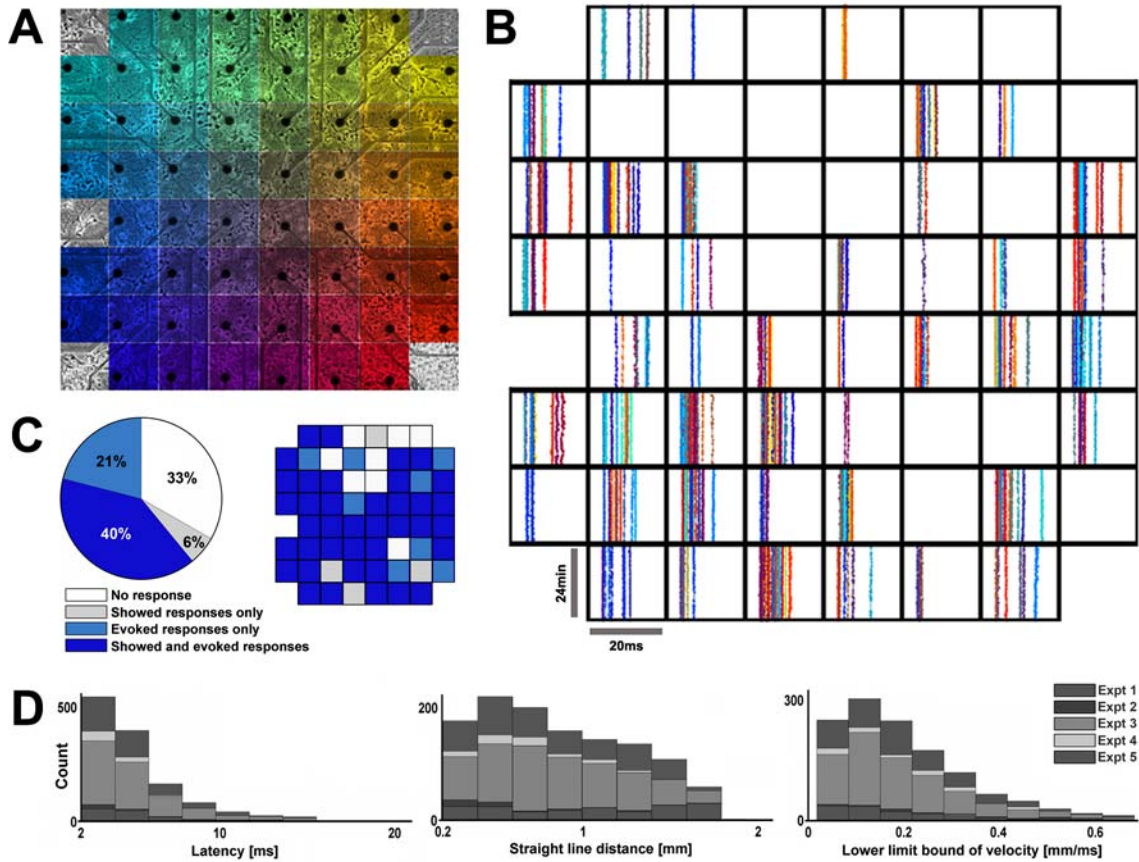 A
B
24min
20ms
C
21%
33%
40%
6%
No response
Showed responses only
Evoked responses only
Showed and evoked responses
D
500
Count
0
2
10
20
Latency [ms]
200
0
0.2
1
2
Straight line distance [mm]
300
0
0
0.2
0.4
0.6
Lower limit bound of velocity [mm/ms]
Expt 1
Expt 2
Expt 3
Expt 4
Expt 5